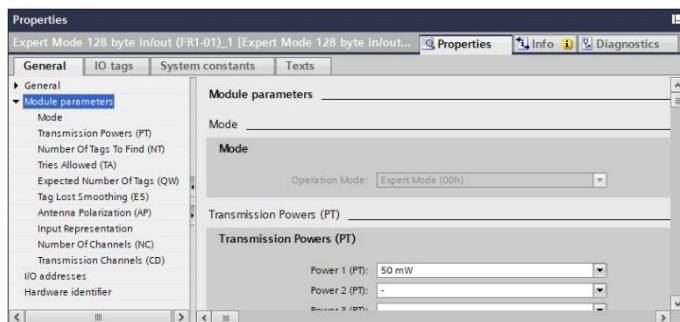 Properties
Expert Mode 128 byte in/out (FR1-01)_1 [Expert Mode 128 byte in/out...
Properties
Info
Diagnostics
General
IO tags
System constants
Texts
General
Module parameters
Mode
Transmission Powers (PT)
Number Of Tags To Find (NT)
Tries Allowed (TA)
Expected Number Of Tags (QW)
Tag Lost Smoothing (E5)
Antenna Polarization (AP)
Input Representation
Number Of Channels (NC)
Transmission Channels (CD)
I/O addresses
Hardware identifier
Module parameters
Mode
Mode
Operation Mode: Expert Mode (00h)
Transmission Powers (PT)
Transmission Powers (PT)
Power 1 (PT): 50 mW
Power 2 (PT): -
Power 3 (PT):